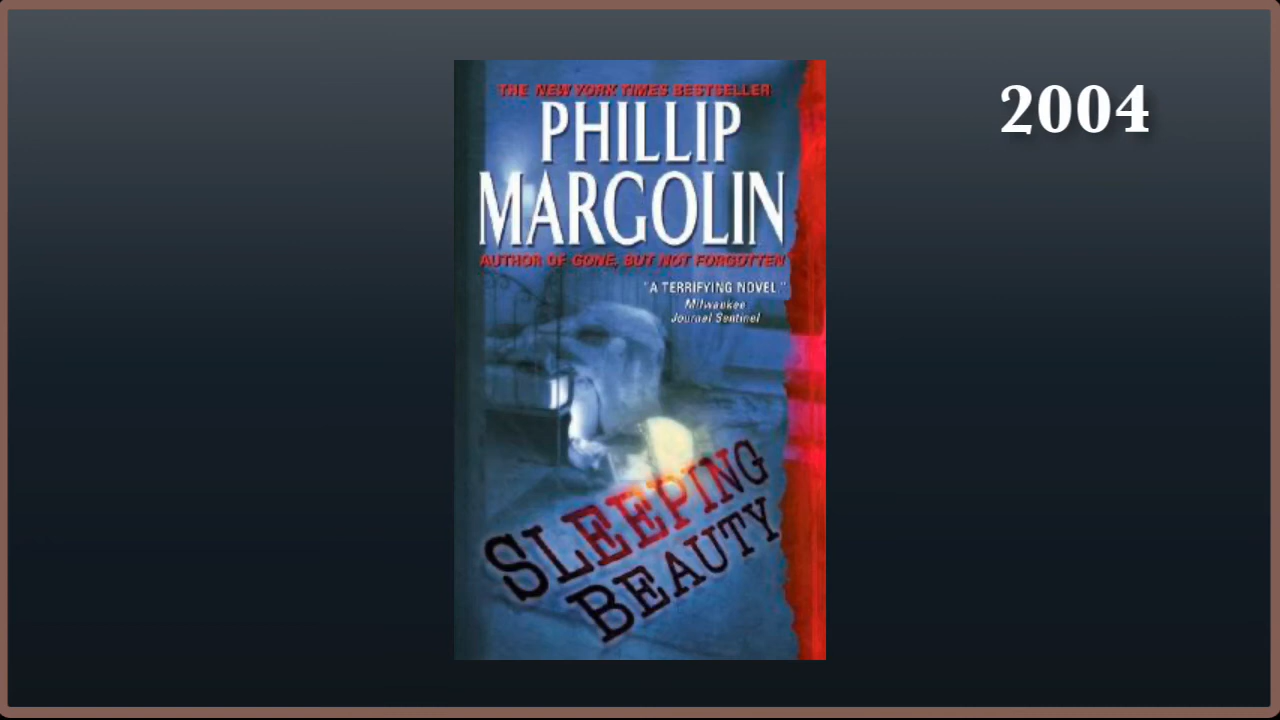 2004
THE NEW YORK TIMES BESTSELLER
PHILLIP
MARGOLIN
AUTHOR OF GONE, BUT NOT FORGOTTEN
"A TERRIFYING NOVEL."
Milwaukee
Journal Sentinel
SLEEPING
BEAUTY